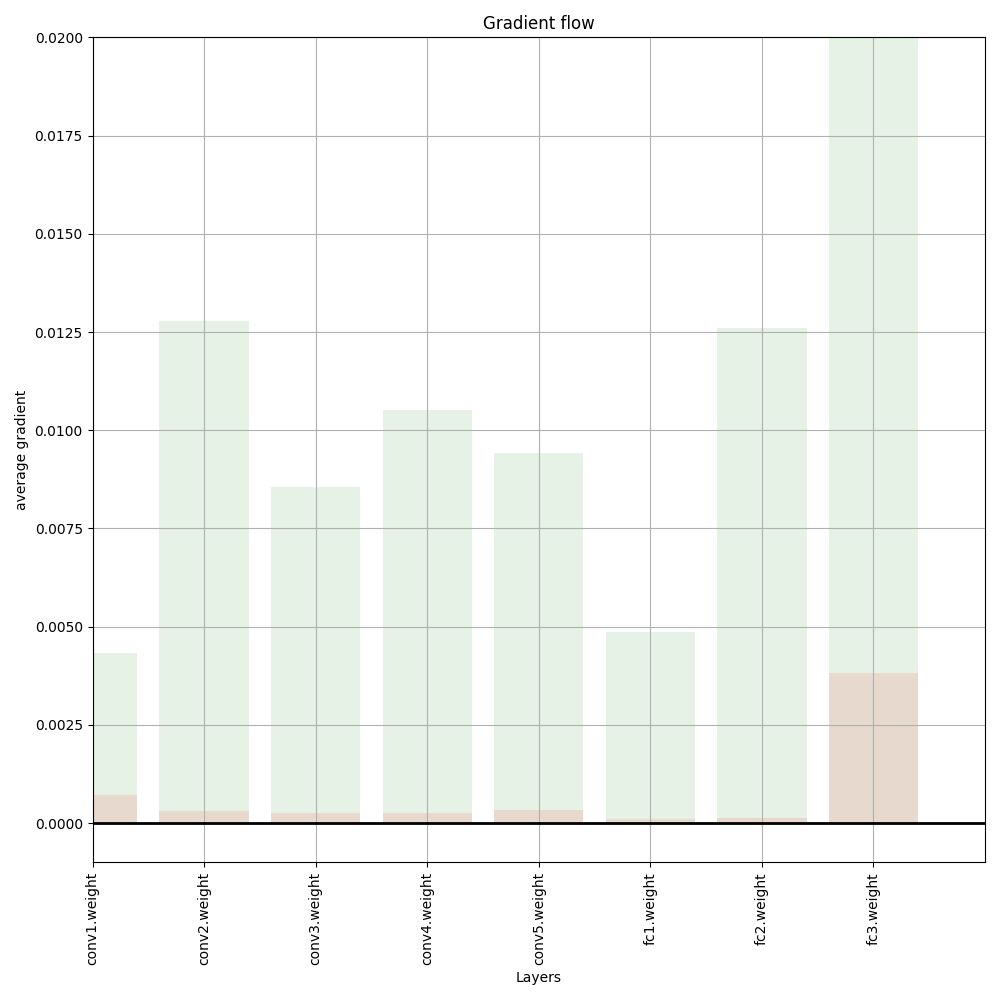 Gradient flow
0.0200
0.0175
0.0150
0.0125
0.0100
0.0075
0.0050
0.0025
0.0000
average gradient
conv1.weight
conv2.weight
conv3.weight
conv4.weight
conv5.weight
fc1.weight
fc2.weight
fc3.weight
Layers